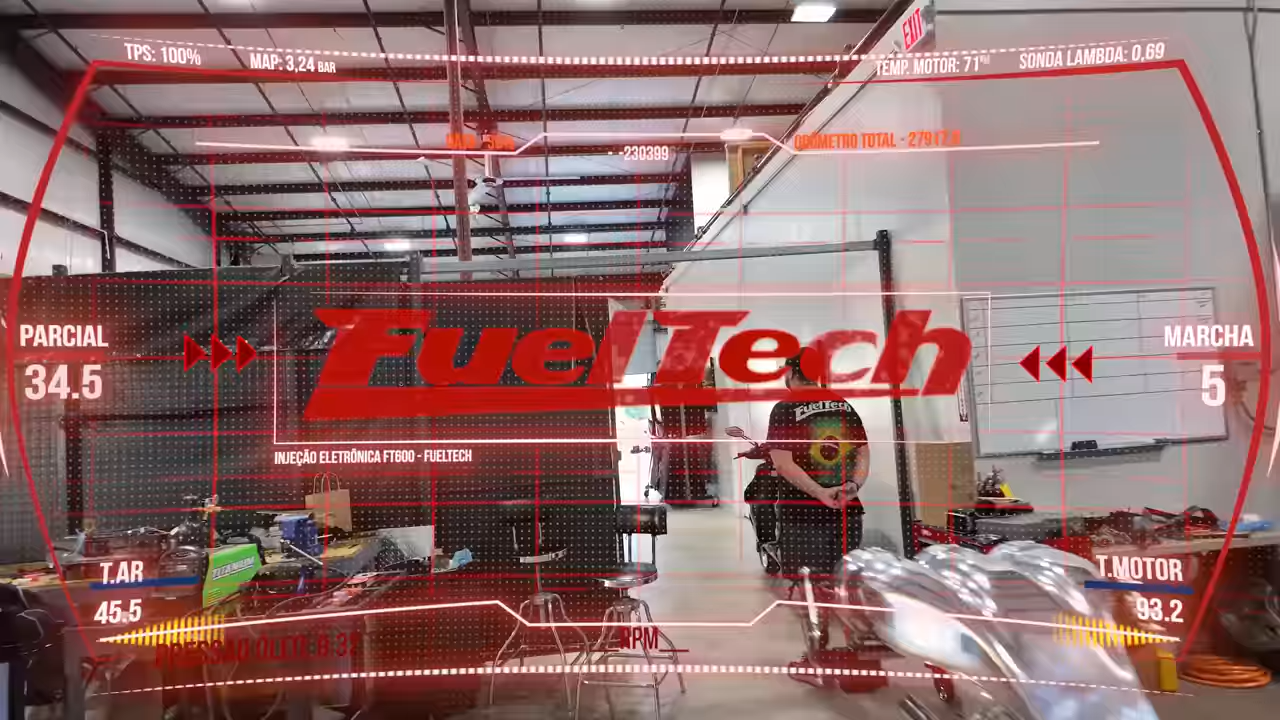 EXIT
TPS: 100%
MAP: 3,24 BAR
TEMP. MOTOR: 71
SONDA LAMBDA: 0,69
ODÔMETRO TOTAL - 27917.
-230399
FuelTech
PARCIAL
34.5
MARCHA
5
FuelTech
INJEÇÃO ELETRÔNICA FT600 - FUELTECH
TITANIUM
T.AR
45.5
T.MOTOR
93.2
PRESSÃO ÓLEO: 6.32
RPM